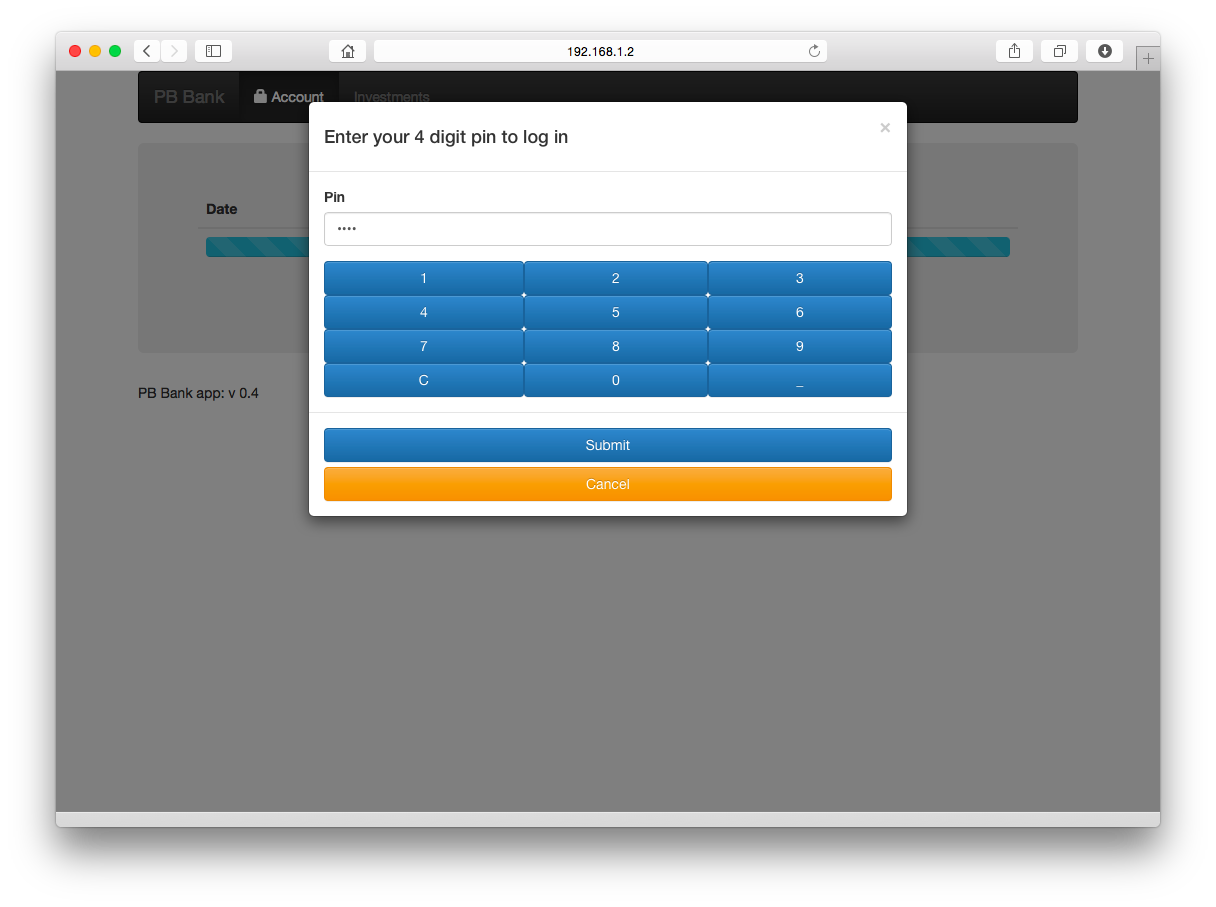 192.168.1.2
PB Bank Account Investments
Enter your 4 digit pin to log in ×
Date
Pin
••••
1 2 3
4 5 6
7 8 9
C 0 _
PB Bank app: v 0.4
Submit
Cancel